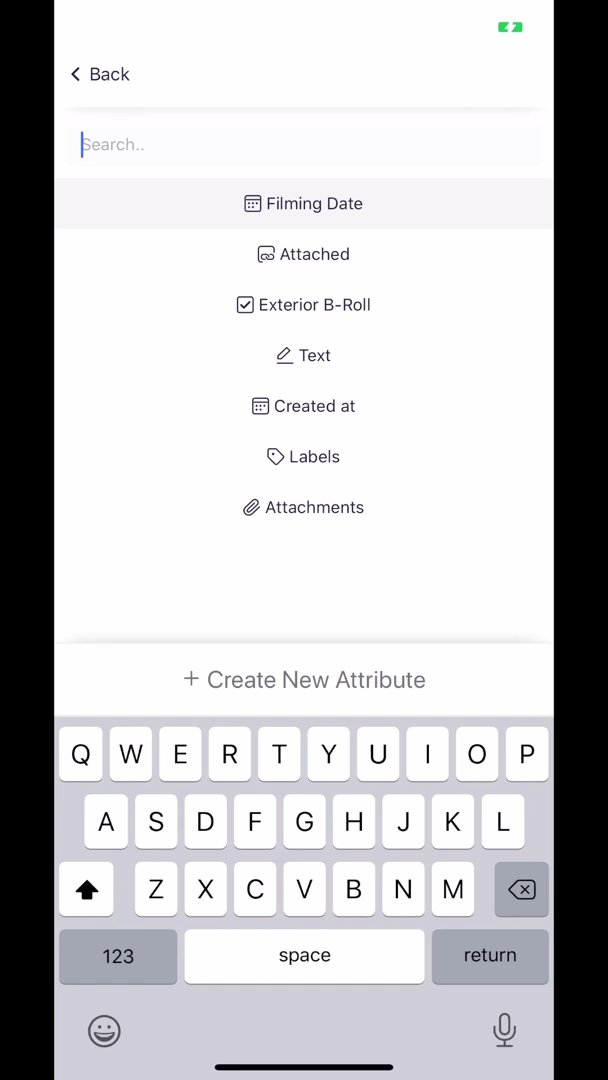 Back
Search..
Filming Date
Attached
Exterior B-Roll
Text
Created at
Labels
Attachments
+ Create New Attribute
Q W E R T Y U I O P
A S D F G H J K L
Z X C V B N M
123 space return